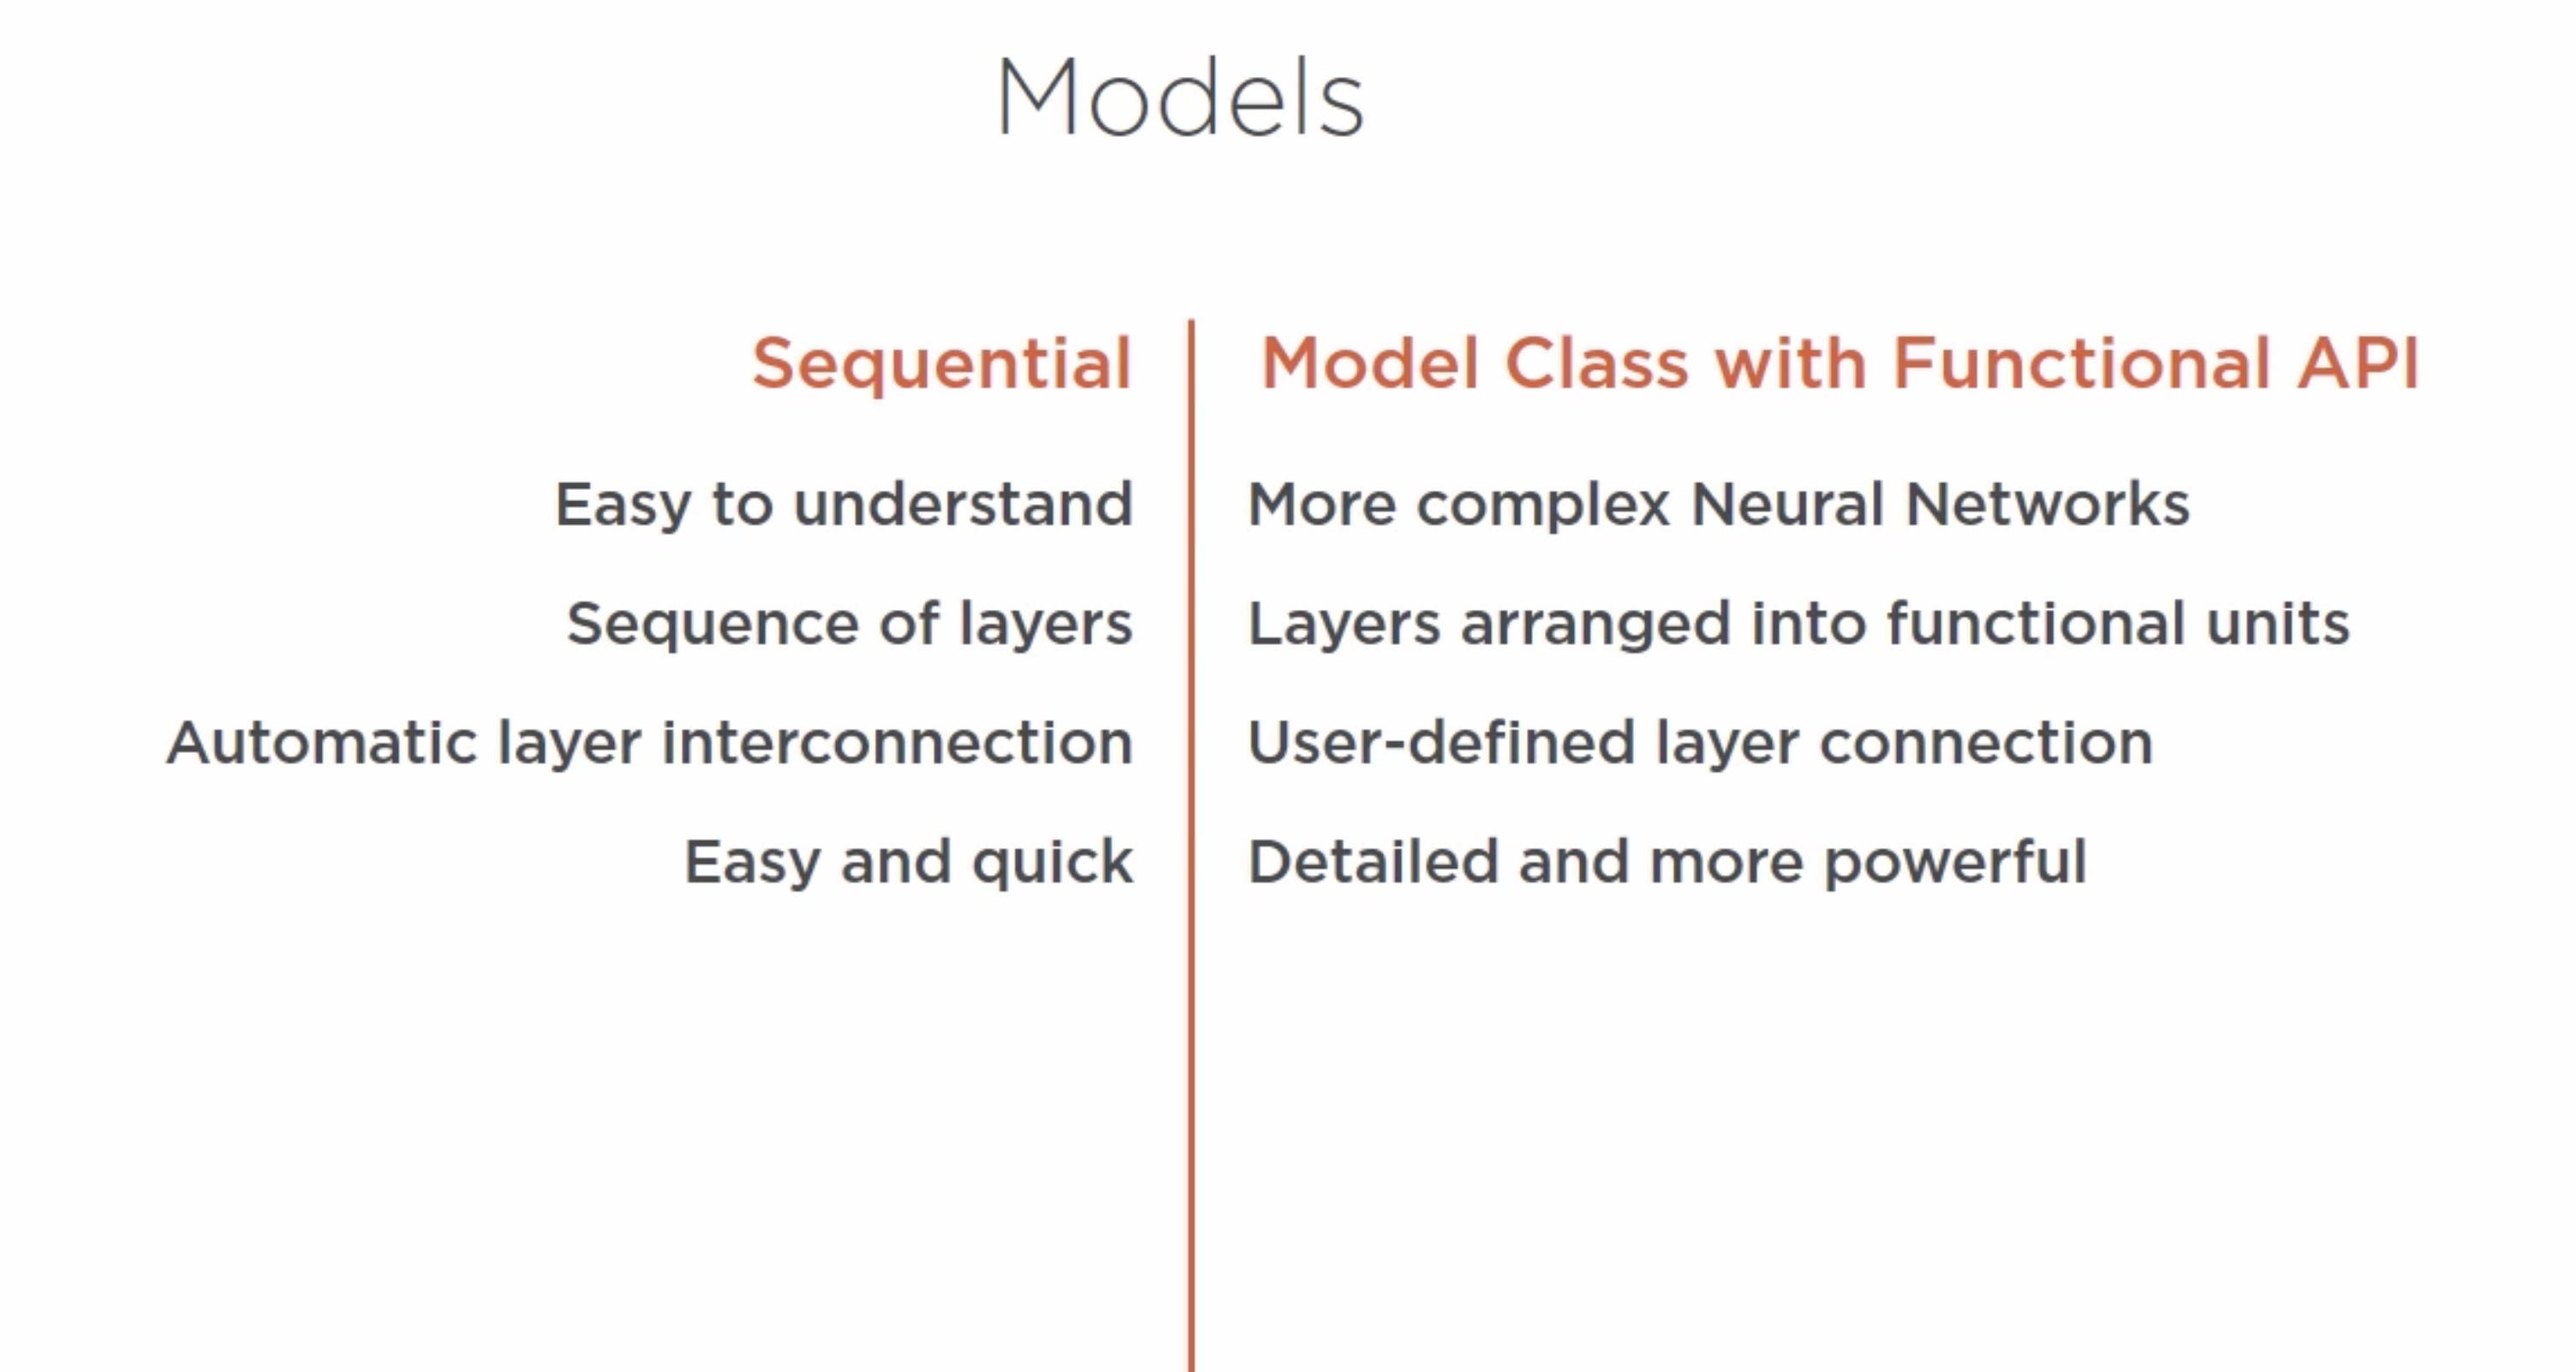 Models
Sequential
Easy to understand
Sequence of layers
Automatic layer interconnection
Easy and quick
Model Class with Functional API
More complex Neural Networks
Layers arranged into functional units
User-defined layer connection
Detailed and more powerful